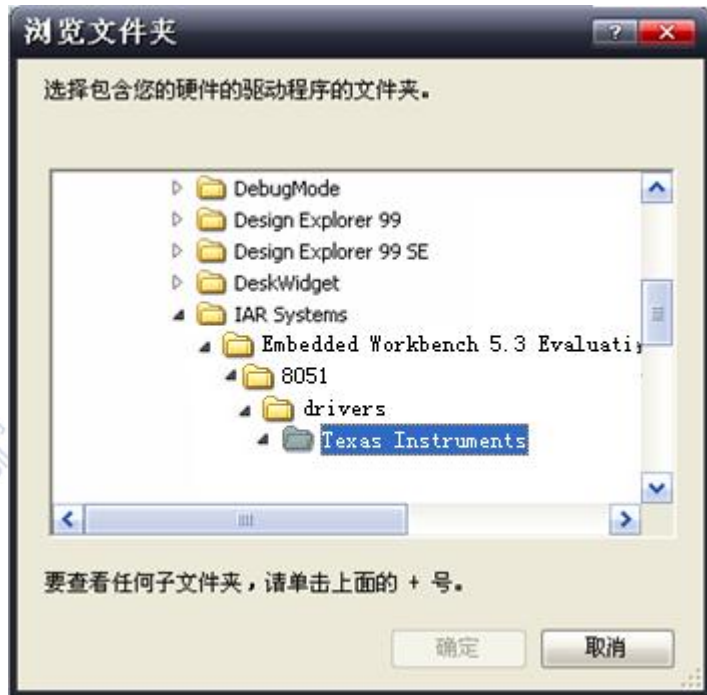 浏览文件夹
选择包含您的硬件的驱动程序的文件夹。
DebugMode
Design Explorer 99
Design Explorer 99 SE
DeskWidget
IAR Systems
Embedded Workbench 5.3 Evaluati
8051
drivers
Texas Instruments
要查看任何子文件夹，请单击上面的 + 号。
确定 取消